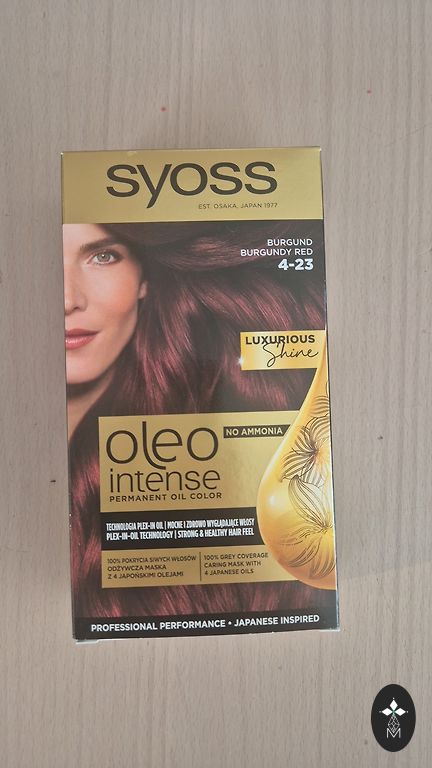 syoss
EST. OSAKA, JAPAN 1977
BURGUND
BURGUNDY RED
4-23
LUXURIOUS
Shine
NO AMMONIA
oleo
intense
PERMANENT OIL COLOR
TECHNOLOGIA PLEX-IN OIL | MOCNE I ZDROWO WYGLĄDAJĄCE WŁOSY
PLEX-IN-OIL TECHNOLOGY | STRONG & HEALTHY HAIR FEEL
100% POKRYCIA SIWYCH WŁOSÓW
ODŻYWCZA MASKA
Z 4 JAPOŃSKIMI OLEJAMI
100% GREY COVERAGE
CARING MASK WITH
4 JAPANESE OILS
PROFESSIONAL PERFORMANCE • JAPANESE INSPIRED
M